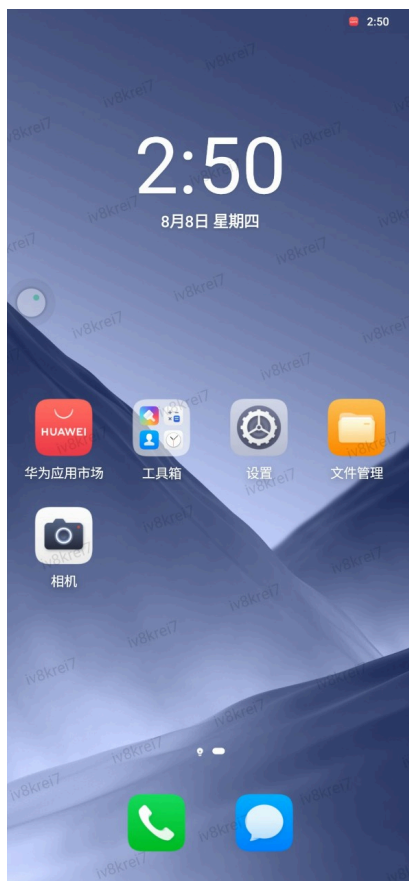 2:50
2:50
8月8日 星期四
HUAWEI
华为应用市场
工具箱
设置
文件管理
相机
iv8krei7